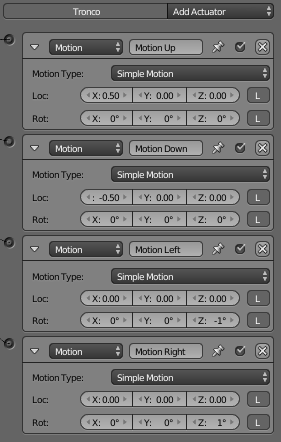 Tronco Add Actuator
Motion Motion Up
Motion Type: Simple Motion
Loc: X: 0.50 Y: 0.00 Z: 0.00 L
Rot: X: 0° Y: 0° Z: 0° L
Motion Motion Down
Motion Type: Simple Motion
Loc: : -0.50 Y: 0.00 Z: 0.00 L
Rot: X: 0° Y: 0° Z: 0° L
Motion Motion Left
Motion Type: Simple Motion
Loc: X: 0.00 Y: 0.00 Z: 0.00 L
Rot: X: 0° Y: 0° Z: -1° L
Motion Motion Right
Motion Type: Simple Motion
Loc: X: 0.00 Y: 0.00 Z: 0.00 L
Rot: X: 0° Y: 0° Z: 1° L